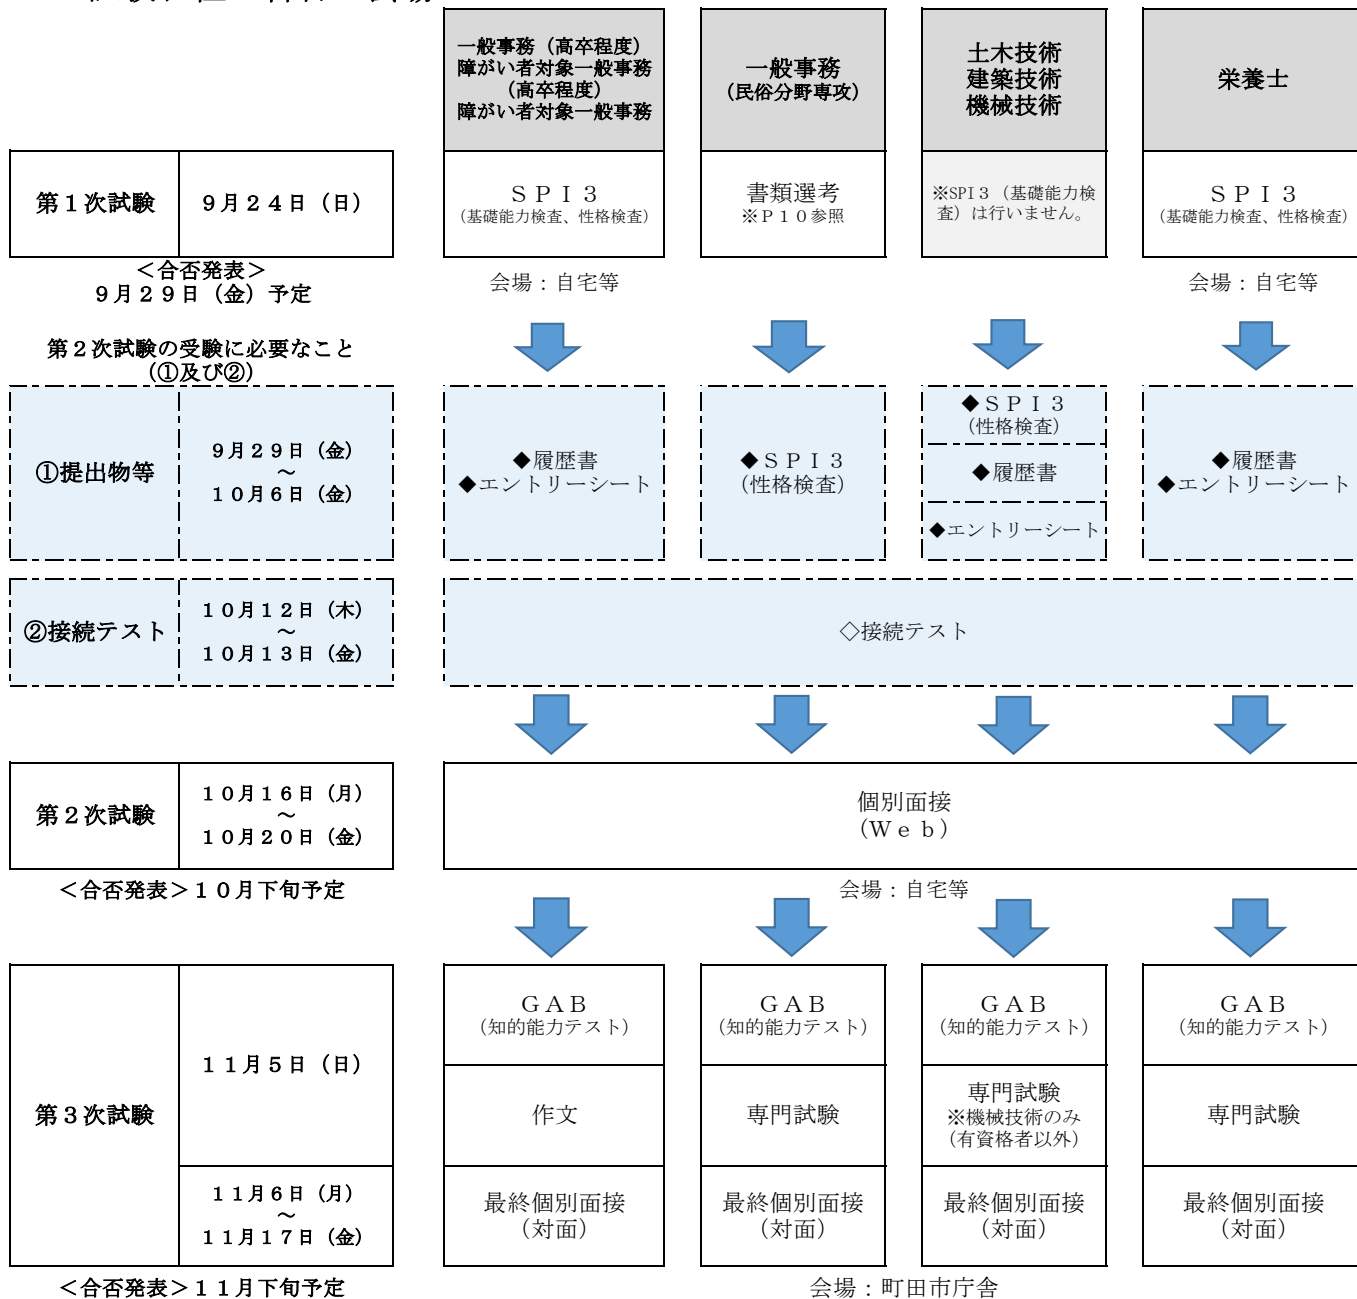 一般事務（高卒程度）
障がい者対象一般事務
（高卒程度）
障がい者対象一般事務
一般事務
（民俗分野専攻）
土木技術
建築技術
機械技術
栄養士
第１次試験
９月２４日（日）
ＳＰＩ３
（基礎能力検査、性格検査）
書類選考
※Ｐ１０参照
※SPI３（基礎能力検
査）は行いません。
ＳＰＩ３
（基礎能力検査、性格検査）
＜合否発表＞
９月２９日（金）予定
会場：自宅等
会場：自宅等
第２次試験の受験に必要なこと
（①及び②）
①提出物等
９月２９日（金）
～
１０月６日（金）
◆履歴書
◆エントリーシート
◆ＳＰＩ３
（性格検査）
◆ＳＰＩ３
（性格検査）
◆履歴書
◆エントリーシート
◆履歴書
◆エントリーシート
②接続テスト
１０月１２日（木）
～
１０月１３日（金）
◇接続テスト
第２次試験
１０月１６日（月）
～
１０月２０日（金）
個別面接
（Ｗｅｂ）
＜合否発表＞１０月下旬予定
会場：自宅等
第３次試験
１１月５日（日）
ＧＡＢ
（知的能力テスト）
ＧＡＢ
（知的能力テスト）
ＧＡＢ
（知的能力テスト）
ＧＡＢ
（知的能力テスト）
作文
専門試験
専門試験
※機械技術のみ
（有資格者以外）
専門試験
１１月６日（月）
～
１１月１７日（金）
最終個別面接
（対面）
最終個別面接
（対面）
最終個別面接
（対面）
最終個別面接
（対面）
＜合否発表＞１１月下旬予定
会場：町田市庁舎